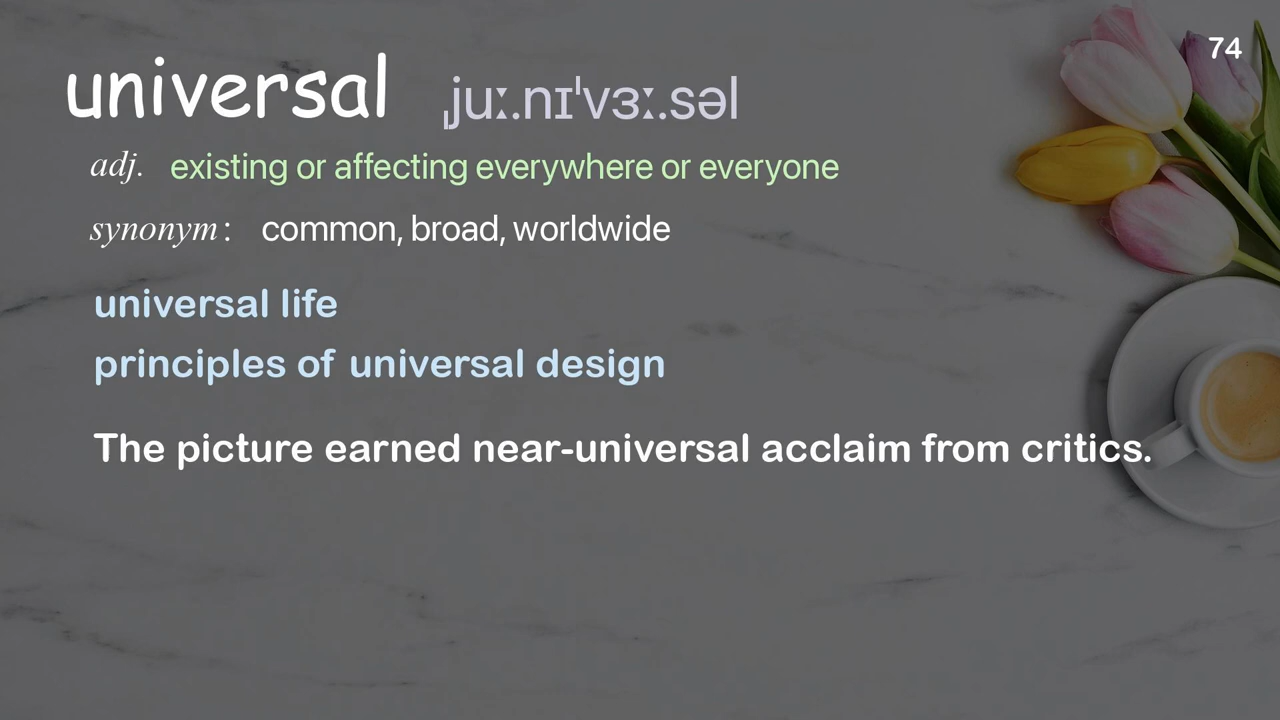 74
universal ˌjuː.nɪˈvɜː.səl
adj. existing or affecting everywhere or everyone
synonym: common, broad, worldwide
universal life
principles of universal design
The picture earned near-universal acclaim from critics.